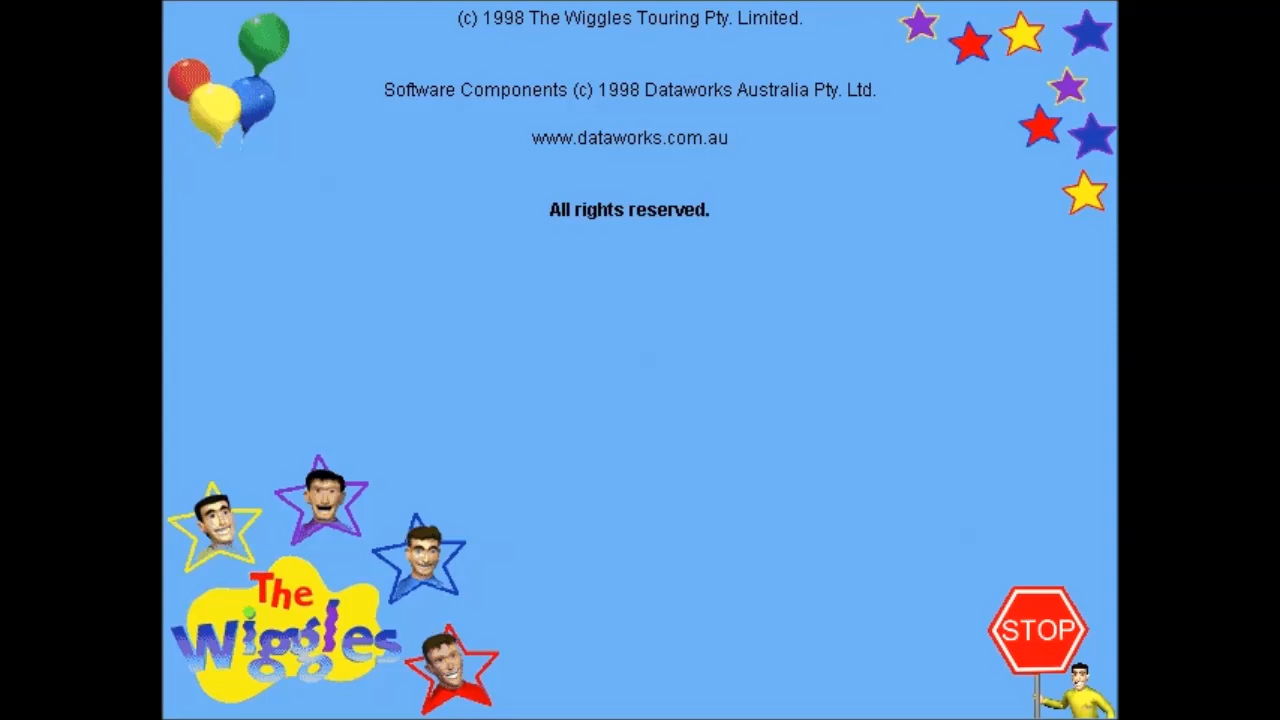 (c) 1998 The Wiggles Touring Pty. Limited.
Software Components (c) 1998 Dataworks Australia Pty. Ltd.
www.dataworks.com.au
All rights reserved.
The
Wiggles
STOP